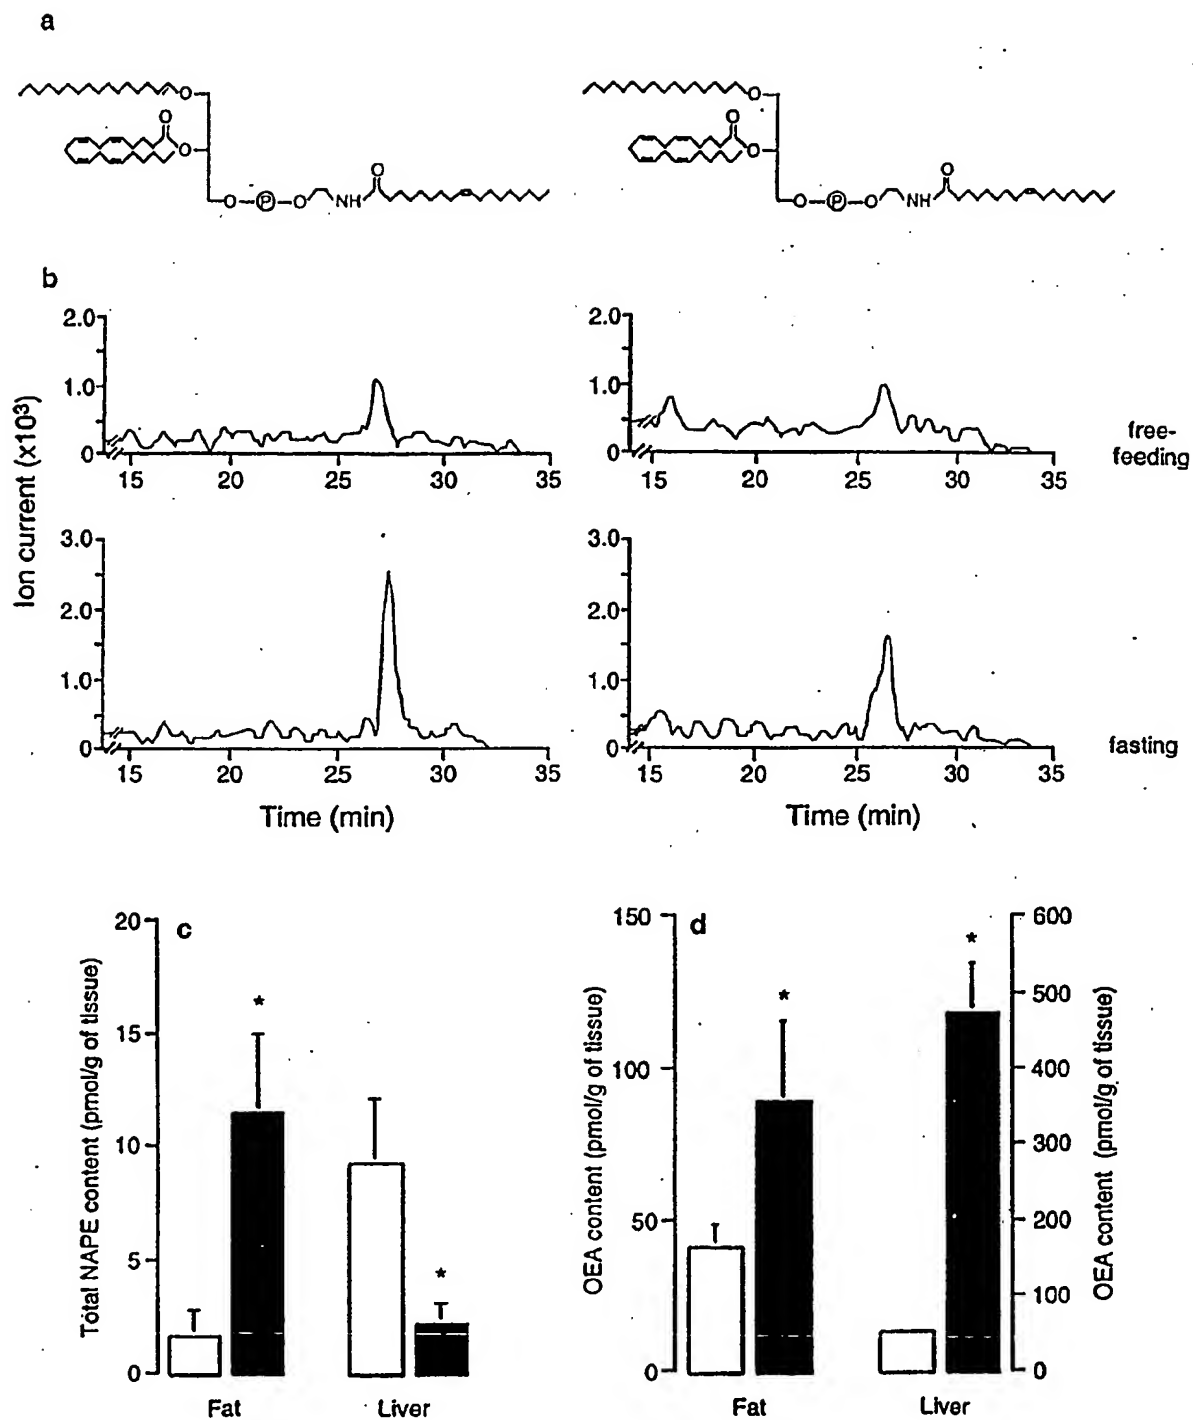 a
O
O
O
O
O
O
P
O
NH
O
O
O
O
O
P
O
NH
b
Ion current (x10³)
2.0
1.0
0
15 20 25 30 35
2.0
1.0
0
15 20 25 30 35
free-
feeding
3.0
2.0
1.0
0
15 20 25 30 35
Time (min)
3.0
2.0
1.0
0
15 20 25 30 35
Time (min)
fasting
c
Total NAPE content (pmol/g of tissue)
20
15
10
5
0
*
*
Fat Liver
d
OEA content (pmol/g of tissue)
150
100
50
0
*
*
Fat Liver
600
500
400
300
200
100
0
OEA content (pmol/g of tissue)